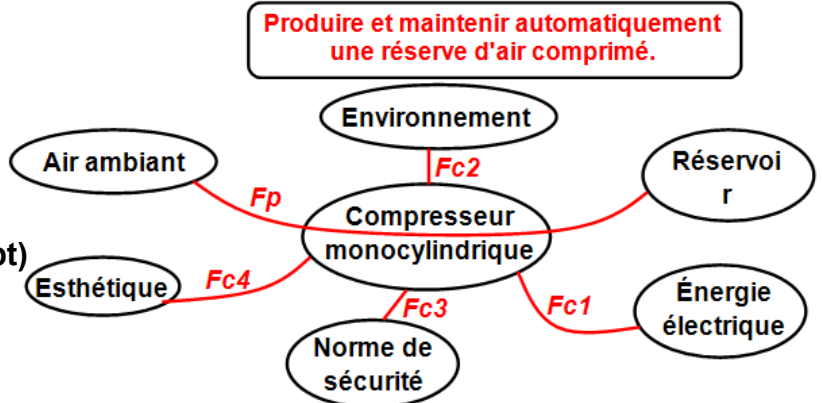 Produire et maintenir automatiquement
une réserve d'air comprimé.
Environnement
Air ambiant
Réservoi
r
Fc2
Fp
Compresseur
monocylindrique
pt)
Esthétique
Fc4
Fc3
Fc1
Énergie
électrique
Norme de
sécurité